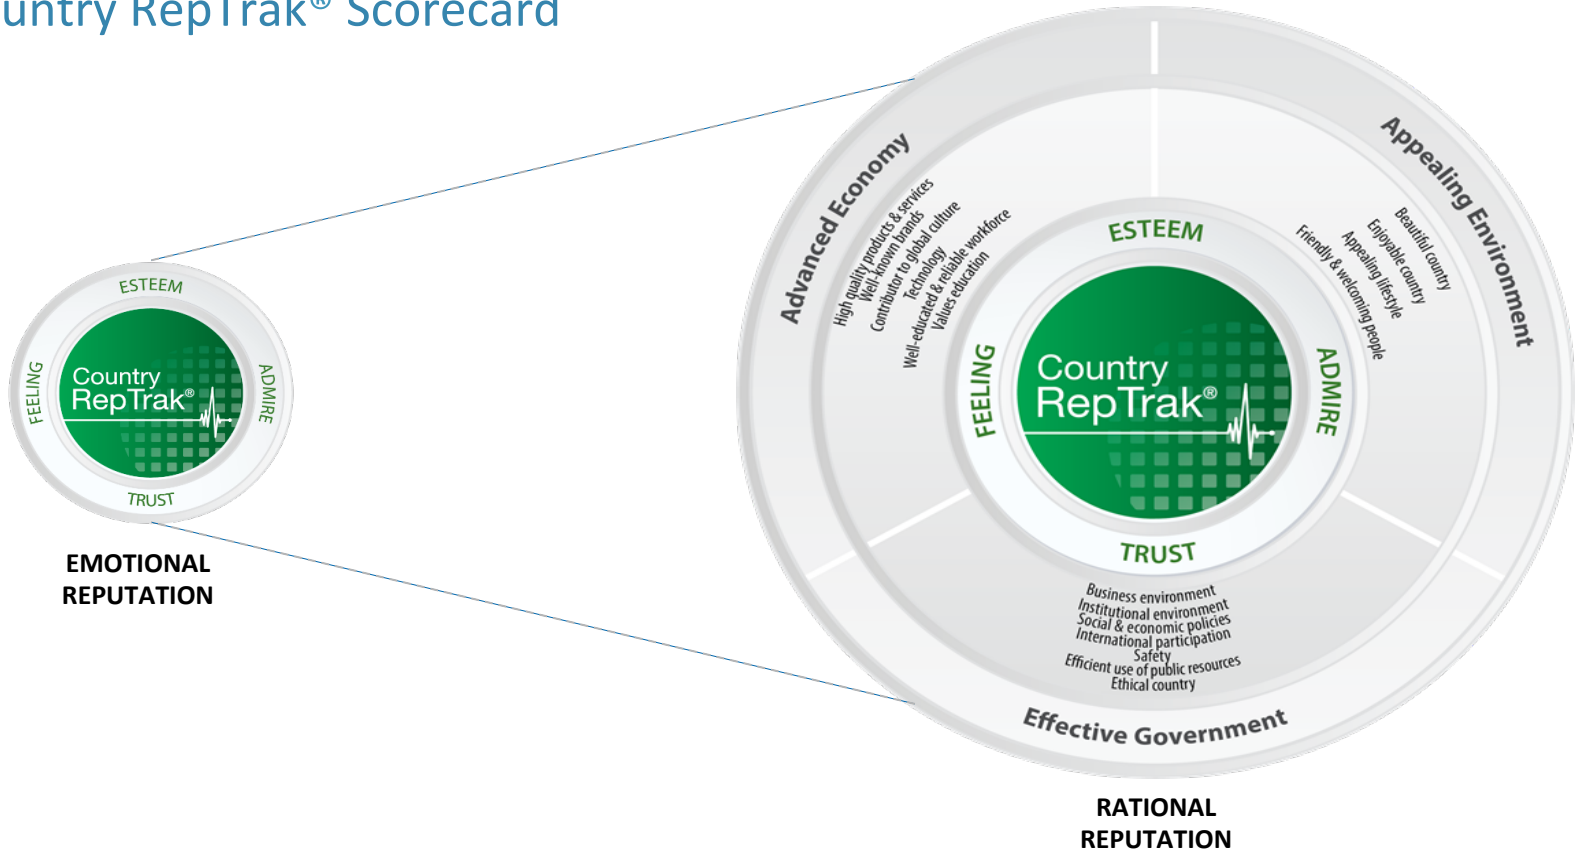 untry RepTrak® Scorecard
ESTEEM
FEELING
ADMIRE
TRUST
Country
RepTrak®
EMOTIONAL
REPUTATION
Advanced Economy
High quality products & services
Well-known brands
Contributor to global culture
Technology
Well-educated & reliable workforce
Values education
Appealing Environment
Beautiful country
Enjoyable country
Appealing lifestyle
Friendly & welcoming people
ESTEEM
FEELING
ADMIRE
TRUST
Country
RepTrak®
Business environment
Institutional environment
Social & economic policies
International participation
Safety
Efficient use of public resources
Ethical country
Effective Government
RATIONAL
REPUTATION